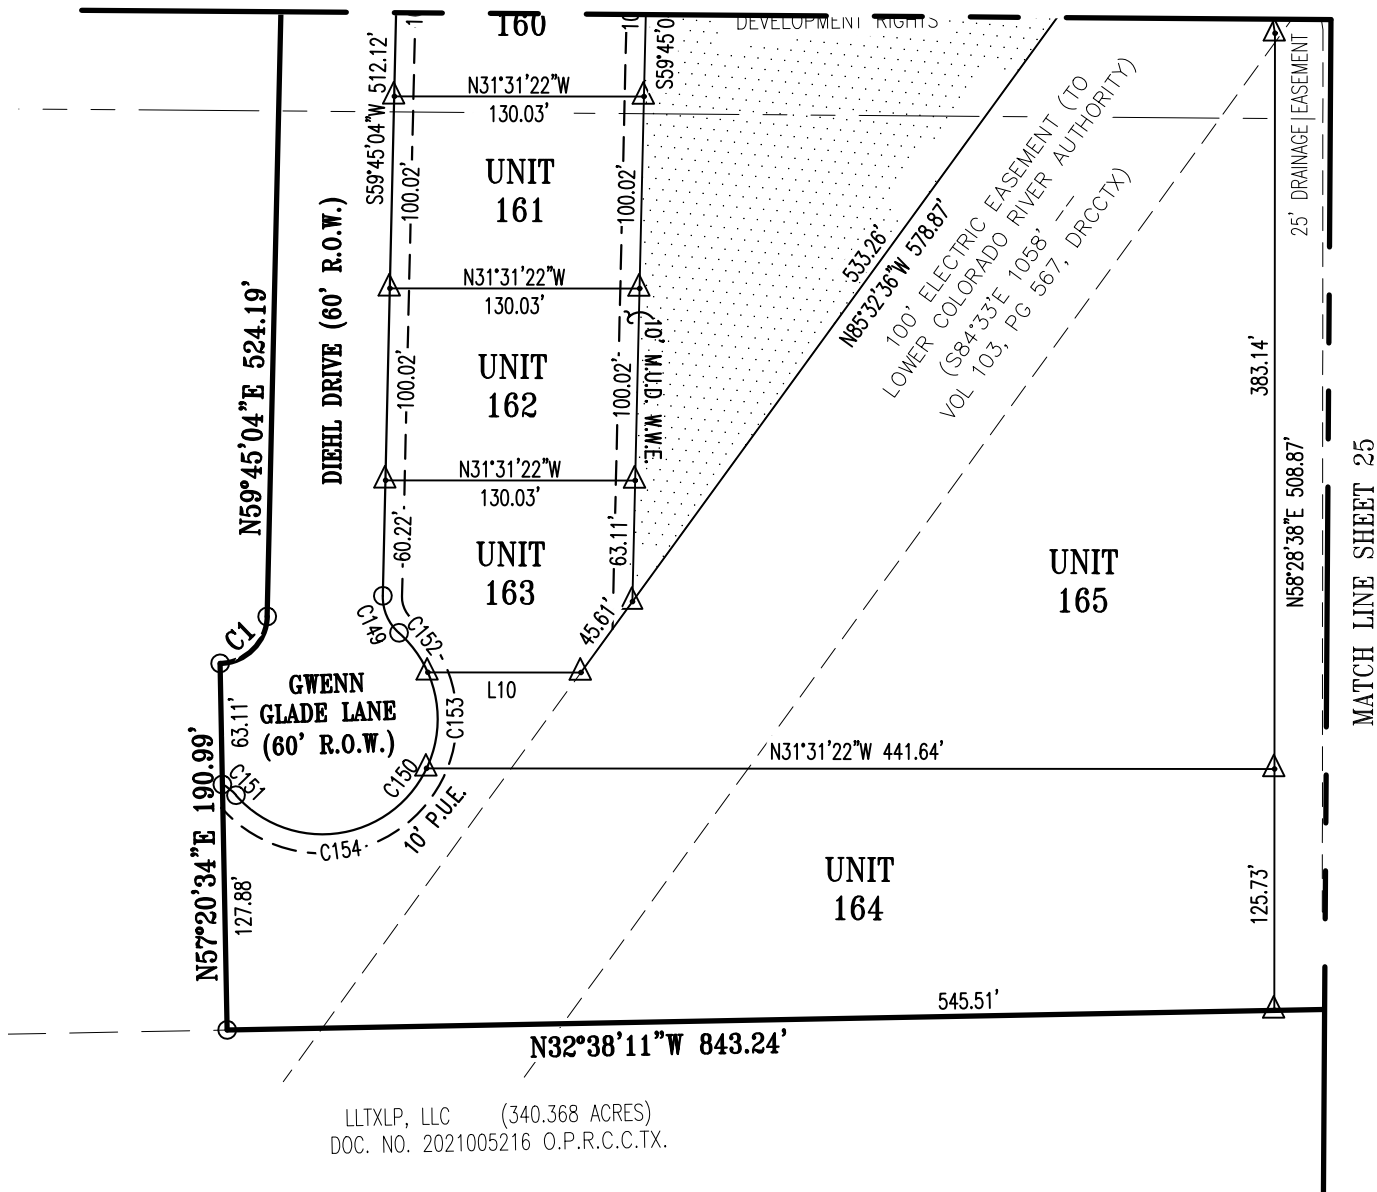 160
DEVELOPMENT RIGHTS
10
S59°45'0
S59°45'04"W 512.12'
N31°31'22"W
130.03'
UNIT
161
100.02'
100.02'
N31°31'22"W
130.03'
UNIT
162
100.02'
100.02'
10' M.U.D. W.W.E.
N31°31'22"W
130.03'
UNIT
163
60.22'
63.11'
45.61'
L10
DIEHL DRIVE (60' R.O.W.)
N59°45'04"E 524.19'
C1
C149
C152
C153
C150
C151
C154
GWENN
GLADE LANE
(60' R.O.W.)
63.11'
N57°20'34"E 190.99'
127.88'
10' P.U.E.
533.26'
N85°32'36"W 578.87'
100' ELECTRIC EASEMENT (TO
LOWER COLORADO RIVER AUTHORITY)
(S84°33'E 1058'
VOL 103, PG 567, DRCCTX)
25' DRAINAGE EASEMENT
383.14'
N58°28'38"E 508.87'
MATCH LINE SHEET 25
UNIT
165
N31°31'22"W 441.64'
UNIT
164
125.73'
545.51'
N32°38'11"W 843.24'
LLTXLP, LLC (340.368 ACRES)
DOC. NO. 2021005216 O.P.R.C.C.TX.